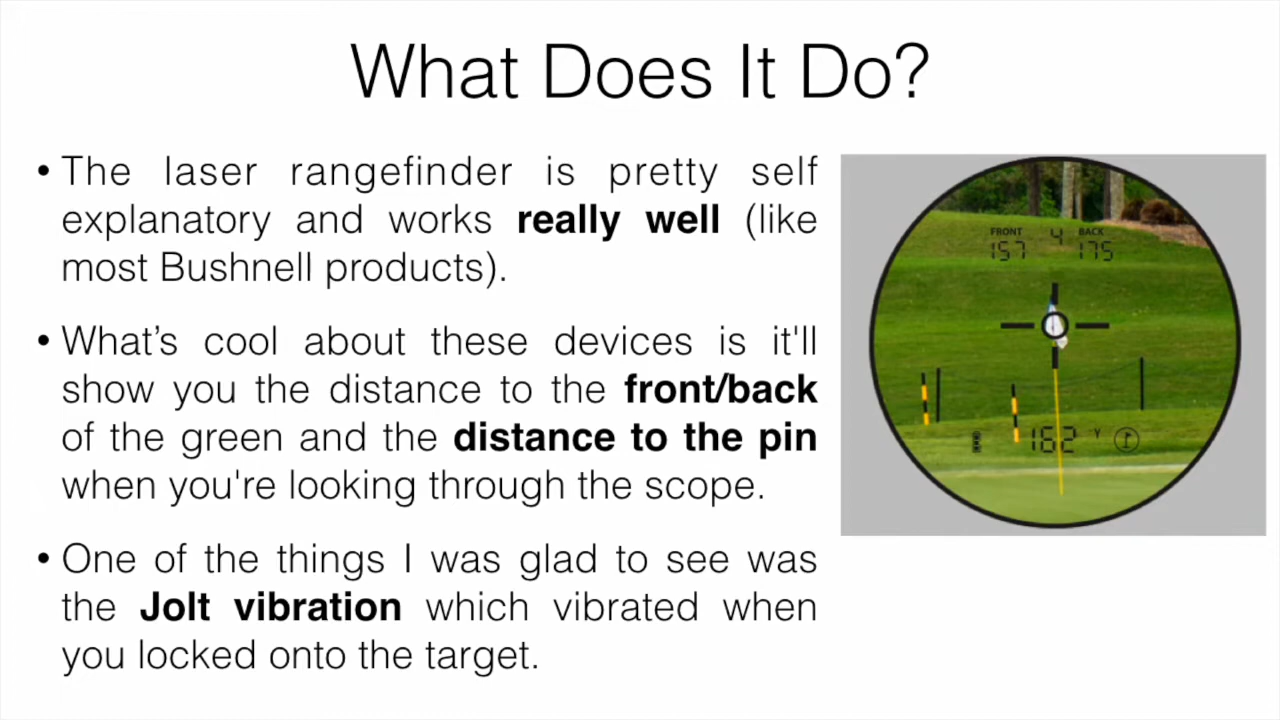 What Does It Do?
• The laser rangefinder is pretty self
explanatory and works really well (like
most Bushnell products).
• What’s cool about these devices is it'll
show you the distance to the front/back
of the green and the distance to the pin
when you're looking through the scope.
• One of the things I was glad to see was
the Jolt vibration which vibrated when
you locked onto the target.
FRONT 4 BACK
157 175
162 Y